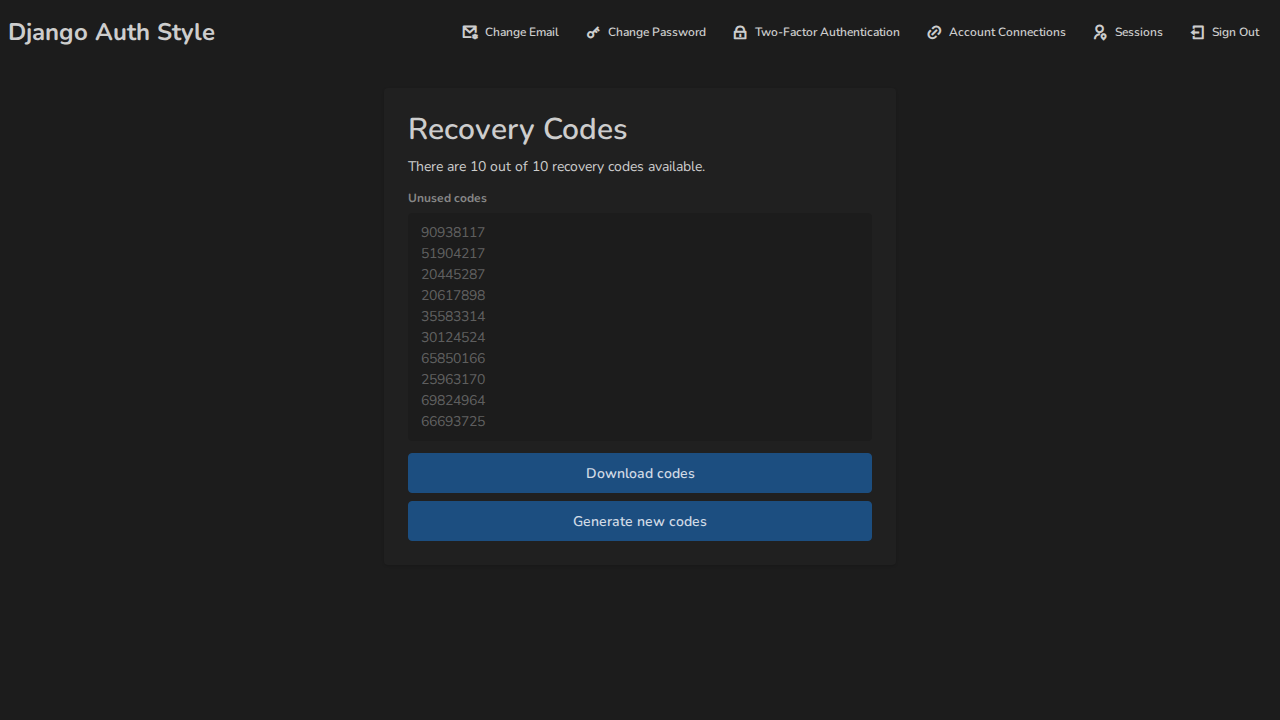 Django Auth Style
Change Email
Change Password
Two-Factor Authentication
Account Connections
Sessions
Sign Out
Recovery Codes
There are 10 out of 10 recovery codes available.
Unused codes
90938117
51904217
20445287
20617898
35583314
30124524
65850166
25963170
69824964
66693725
Download codes
Generate new codes